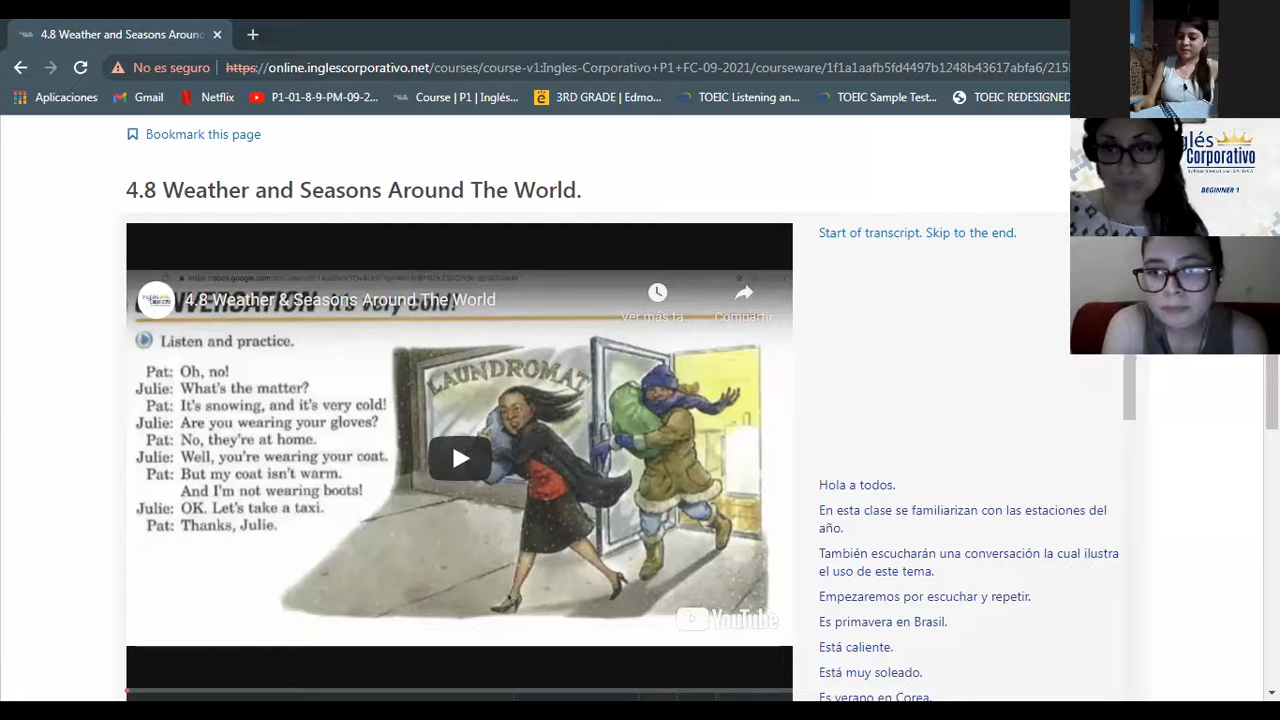 4.8 Weather and Seasons Around
No es seguro
https://online.inglescorporativo.net/courses/course-v1:Ingles-Corporativo+P1+FC-09-2021/courseware/1f1a1aafb5fd4497b1248b43617abfa6/215
Aplicaciones
Gmail
Netflix
P1-01-8-9-PM-09-2...
Course | P1 | Inglés...
3RD GRADE | Edmo...
TOEIC Listening an...
TOEIC Sample Test...
TOEIC REDESIGNED
glés
Corporativo
BEGINNER 1
Bookmark this page
4.8 Weather and Seasons Around The World.
4.8 Weather & Seasons Around The World
It's very cold!
Ver más ta...
Compartir
Listen and practice.
Pat: Oh, no!
Julie: What's the matter?
Pat: It's snowing, and it's very cold!
Julie: Are you wearing your gloves?
Pat: No, they're at home.
Julie: Well, you're wearing your coat.
Pat: But my coat isn't warm.
And I'm not wearing boots!
Julie: OK. Let's take a taxi.
Pat: Thanks, Julie.
LAUNDROMAT
YouTube
Start of transcript. Skip to the end.
Hola a todos.
En esta clase se familiarizan con las estaciones del
año.
También escucharán una conversación la cual ilustra
el uso de este tema.
Empezaremos por escuchar y repetir.
Es primavera en Brasil.
Está caliente.
Está muy soleado.
Es verano en Corea.